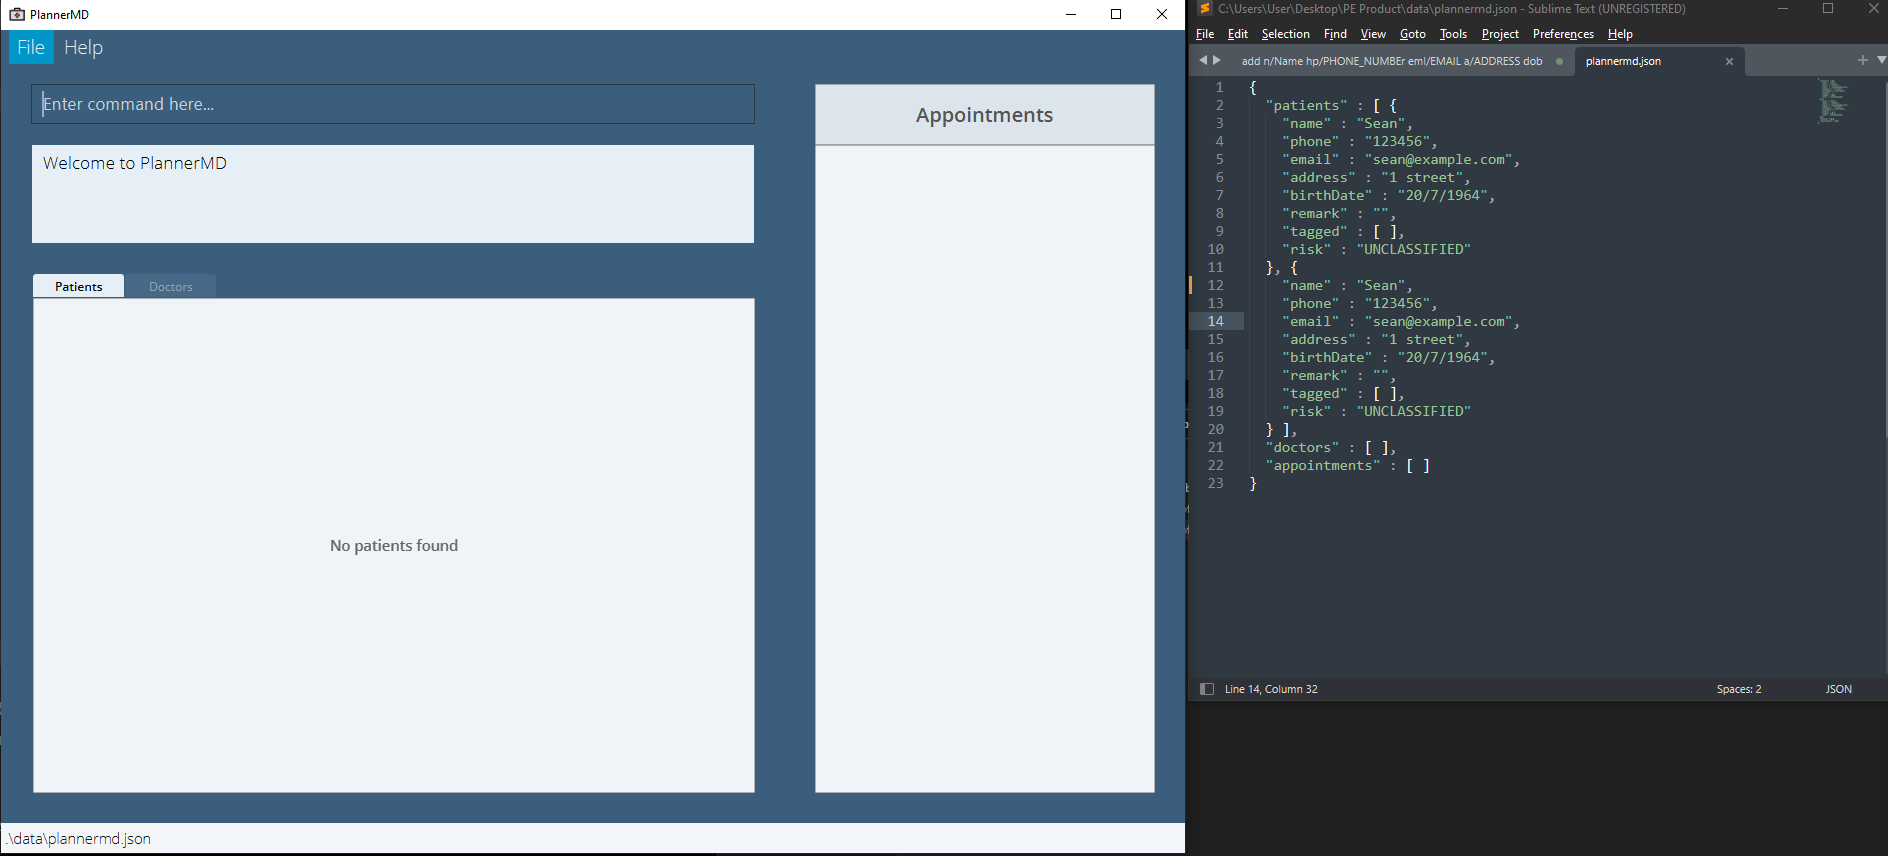 PlannerMD
File Help
Enter command here...
Welcome to PlannerMD
Patients Doctors
No patients found
Appointments
.\data\plannermd.json
C:\Users\User\Desktop\PE Product\data\plannermd.json - Sublime Text (UNREGISTERED)
File Edit Selection Find View Goto Tools Project Preferences Help
add n/Name hp/PHONE_NUMBEr eml/EMAIL a/ADDRESS dob plannermd.json
1 {
2 "patients" : [ {
3 "name" : "Sean",
4 "phone" : "123456",
5 "email" : "sean@example.com",
6 "address" : "1 street",
7 "birthDate" : "20/7/1964",
8 "remark" : "",
9 "tagged" : [ ],
10 "risk" : "UNCLASSIFIED"
11 }, {
12 "name" : "Sean",
13 "phone" : "123456",
14 "email" : "sean@example.com",
15 "address" : "1 street",
16 "birthDate" : "20/7/1964",
17 "remark" : "",
18 "tagged" : [ ],
19 "risk" : "UNCLASSIFIED"
20 } ],
21 "doctors" : [ ],
22 "appointments" : [ ]
23 }
Line 14, Column 32 Spaces: 2 JSON